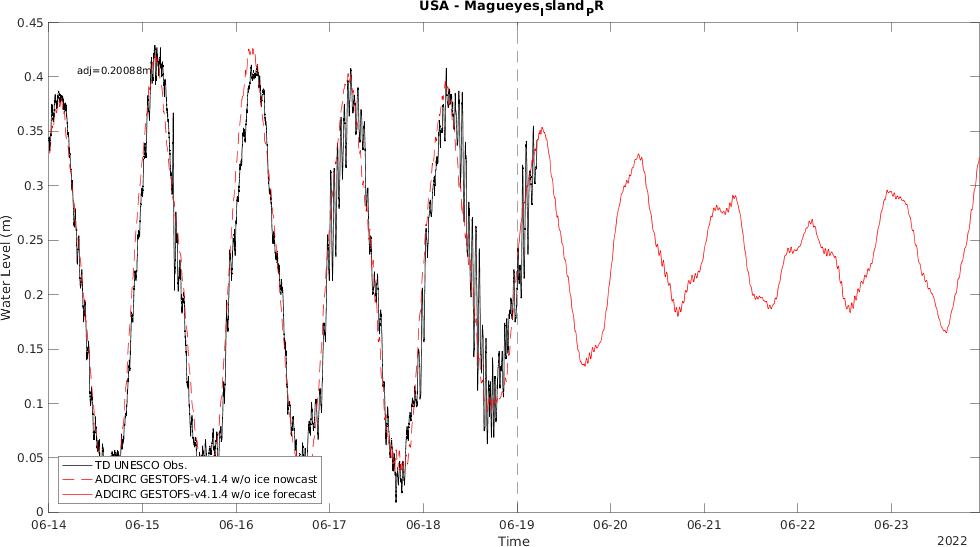 USA - Magueyes Island PR
0.45
0.4
0.35
0.3
0.25
0.2
0.15
0.1
0.05
0
Water Level (m)
adj=0.20088m
TD UNESCO Obs.
ADCIRC GESTOFS-v4.1.4 w/o ice nowcast
ADCIRC GESTOFS-v4.1.4 w/o ice forecast
06-14 06-15 06-16 06-17 06-18 06-19 06-20 06-21 06-22 06-23
Time
2022